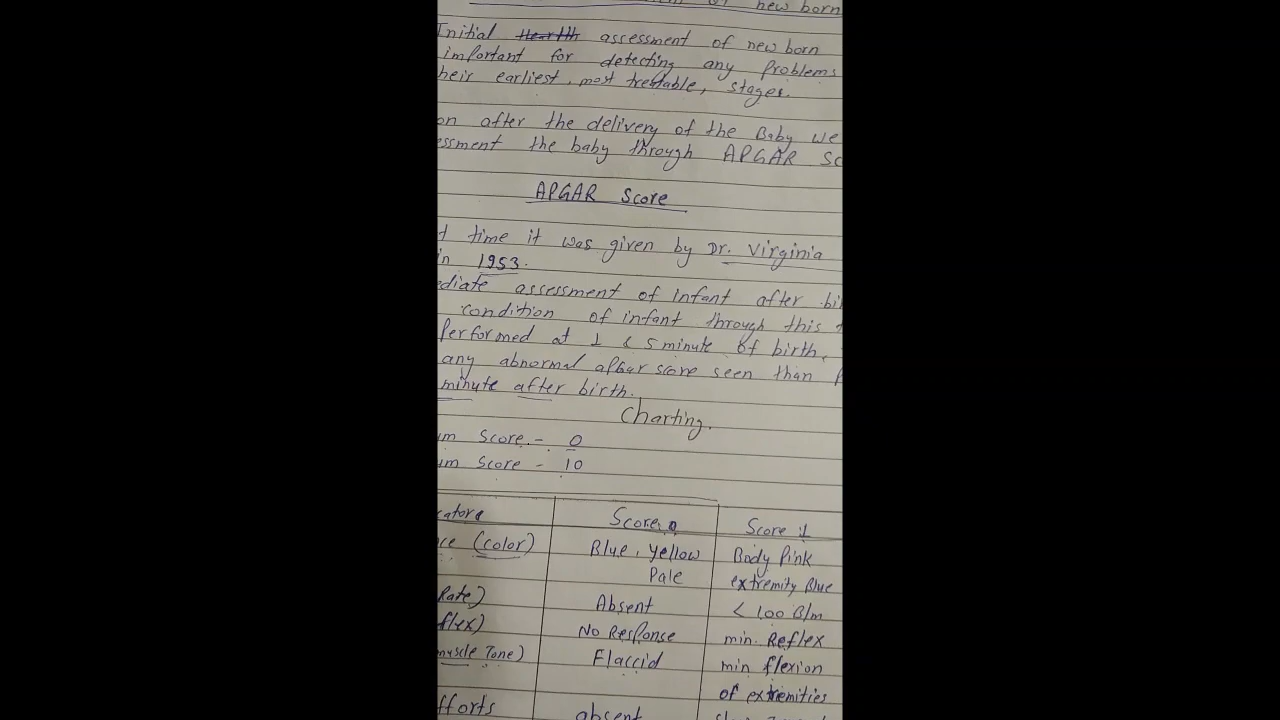 new born
Initial assessment of new born
important for detecting any Problems
heir earliest, most treatable, stages.
on after the delivery of the Baby we
essment the baby through APGAR Sc
APGAR Score
t time it was given by Dr. Virginia
in 1953.
ediate assessment of infant after bi
condition of infant through this t
Performed at 1 & 5 minute of birth,
any abnormal apgar score seen than
minute after birth.
Charting.
um Score - 0
um Score - 10
cators Score 0 Score 1
ce (color) Blue, Yellow Body Pink
Pale extremity Blue
Rate) Absent < 100 B/m
flex) No Response min. Reflex
muscle Tone) Flaccid min flexion
of extremities
fforts absent